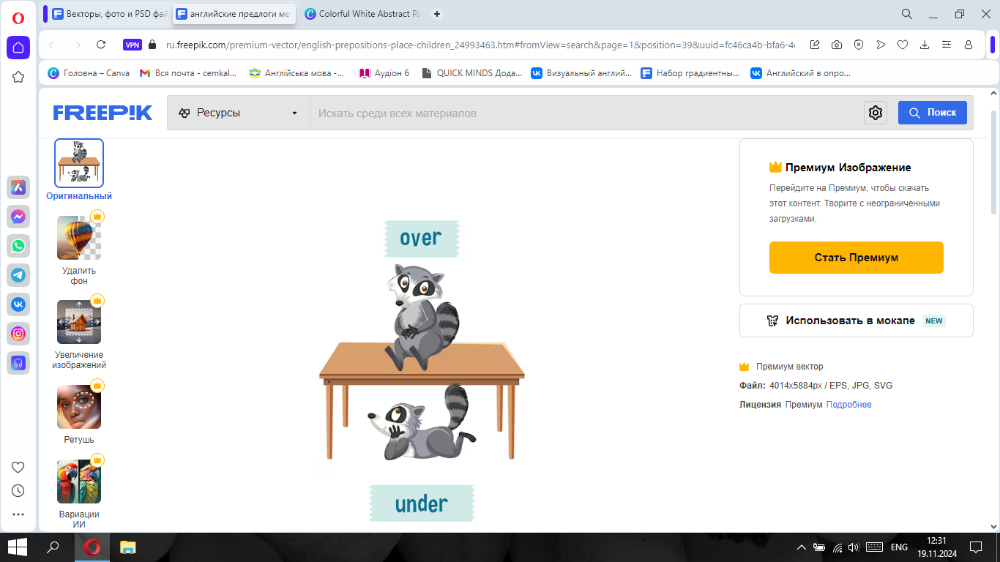 Векторы, фото и PSD фай
английские предлоги мес
Colorful White Abstract Pa
VPN
ru.freepik.com/premium-vector/english-prepositions-place-children_24993463.htm#fromView=search&page=1&position=39&uuid=fc46ca4b-bfa6-4c
Головна – Canva
Вся почта - cemkal...
Англійська мова -...
Аудіон 6
QUICK MINDS Дода...
Визуальный англий...
Набор градиентны...
Английский в опро...
FREEPIK
Ресурсы
Искать среди всех материалов
Поиск
Оригинальный
Удалить
фон
Увеличение
изображений
Ретушь
Вариации
ИИ
over
under
Премиум Изображение
Перейдите на Премиум, чтобы скачать
этот контент. Творите с неограниченными
загрузками.
Стать Премиум
Использовать в мокапе NEW
Премиум вектор
Файл: 4014x5884px / EPS, JPG, SVG
Лицензия Премиум Подробнее
ENG
12:31
19.11.2024